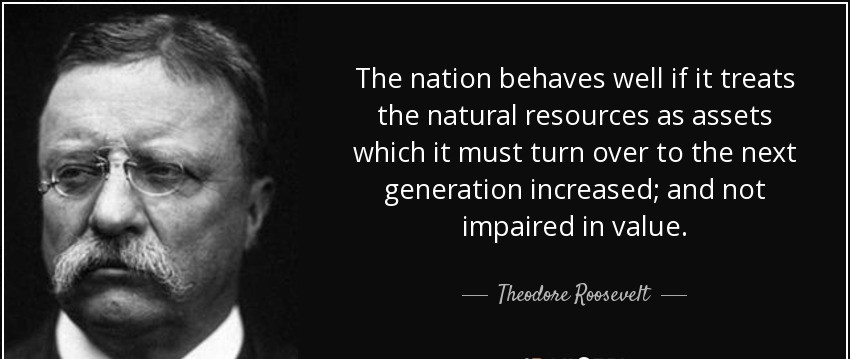 The nation behaves well if it treats
the natural resources as assets
which it must turn over to the next
generation increased; and not
impaired in value.
Theodore Roosevelt